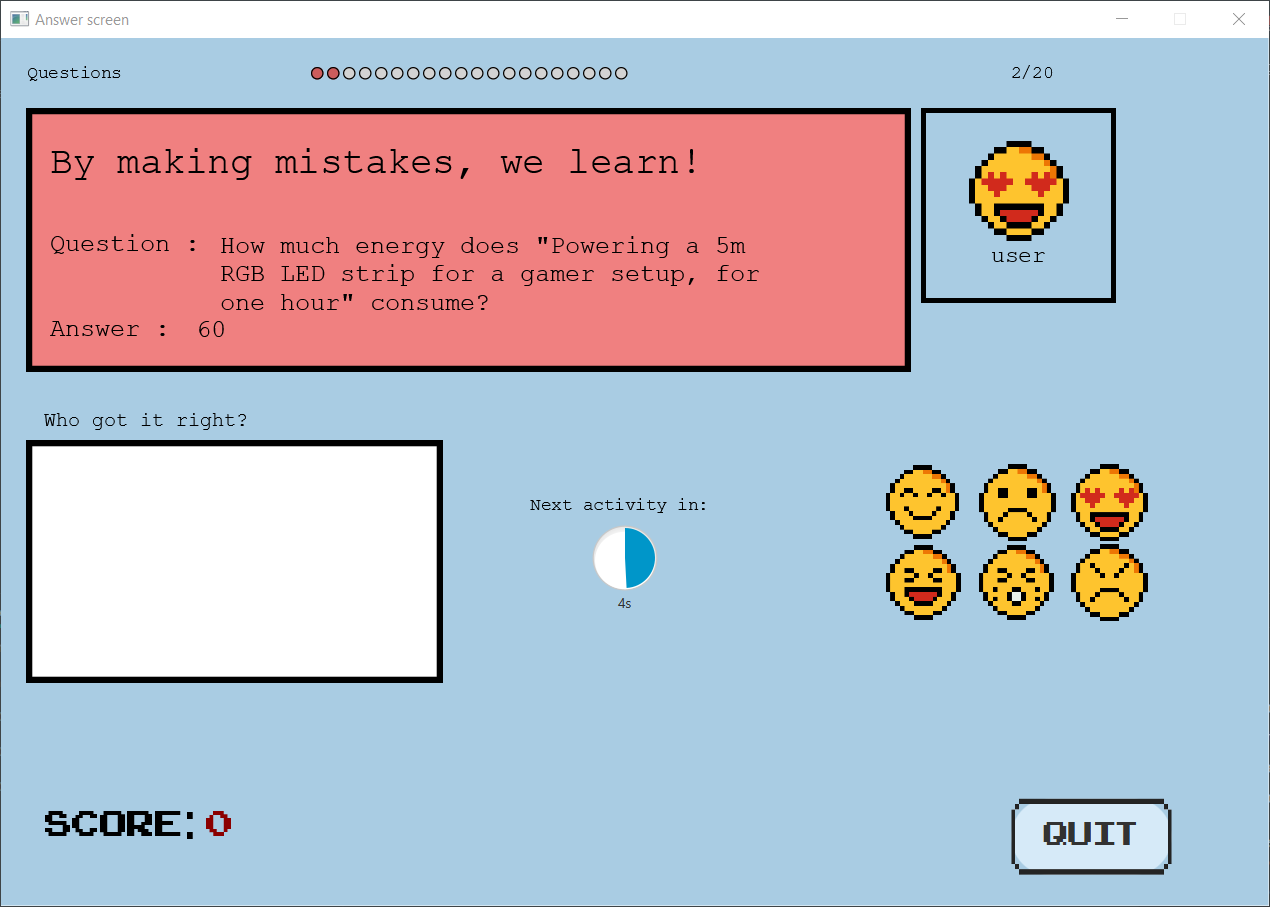 Answer screen
Questions
2/20
By making mistakes, we learn!
Question : How much energy does "Powering a 5m
RGB LED strip for a gamer setup, for
one hour" consume?
Answer : 60
user
Who got it right?
Next activity in:
4s
SCORE:0
QUIT